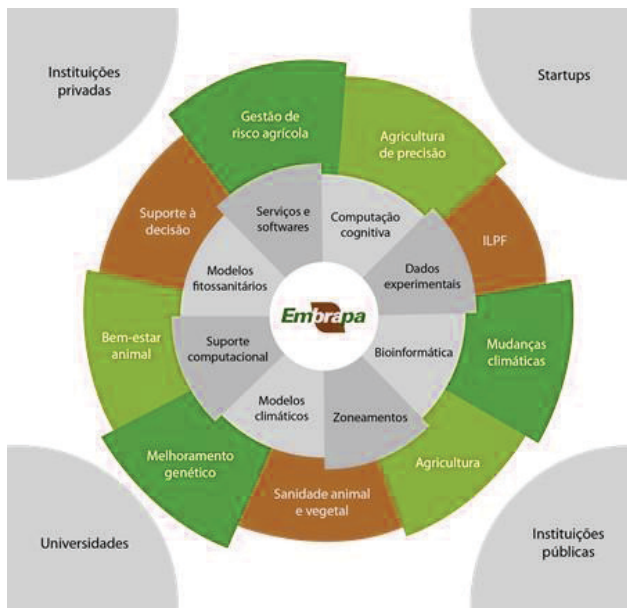 Instituições
privadas
Startups
Gestão de
risco agrícola
Agricultura
de precisão
Suporte à
decisão
Serviços e
softwares
Computação
cognitiva
ILPF
Modelos
fitossanitários
Dados
experimentais
Embrapa
Bem-estar
animal
Suporte
computacional
Bioinformática
Mudanças
climáticas
Modelos
climáticos
Zoneamentos
Melhoramento
genético
Agricultura
Sanidade animal
e vegetal
Universidades
Instituições
públicas